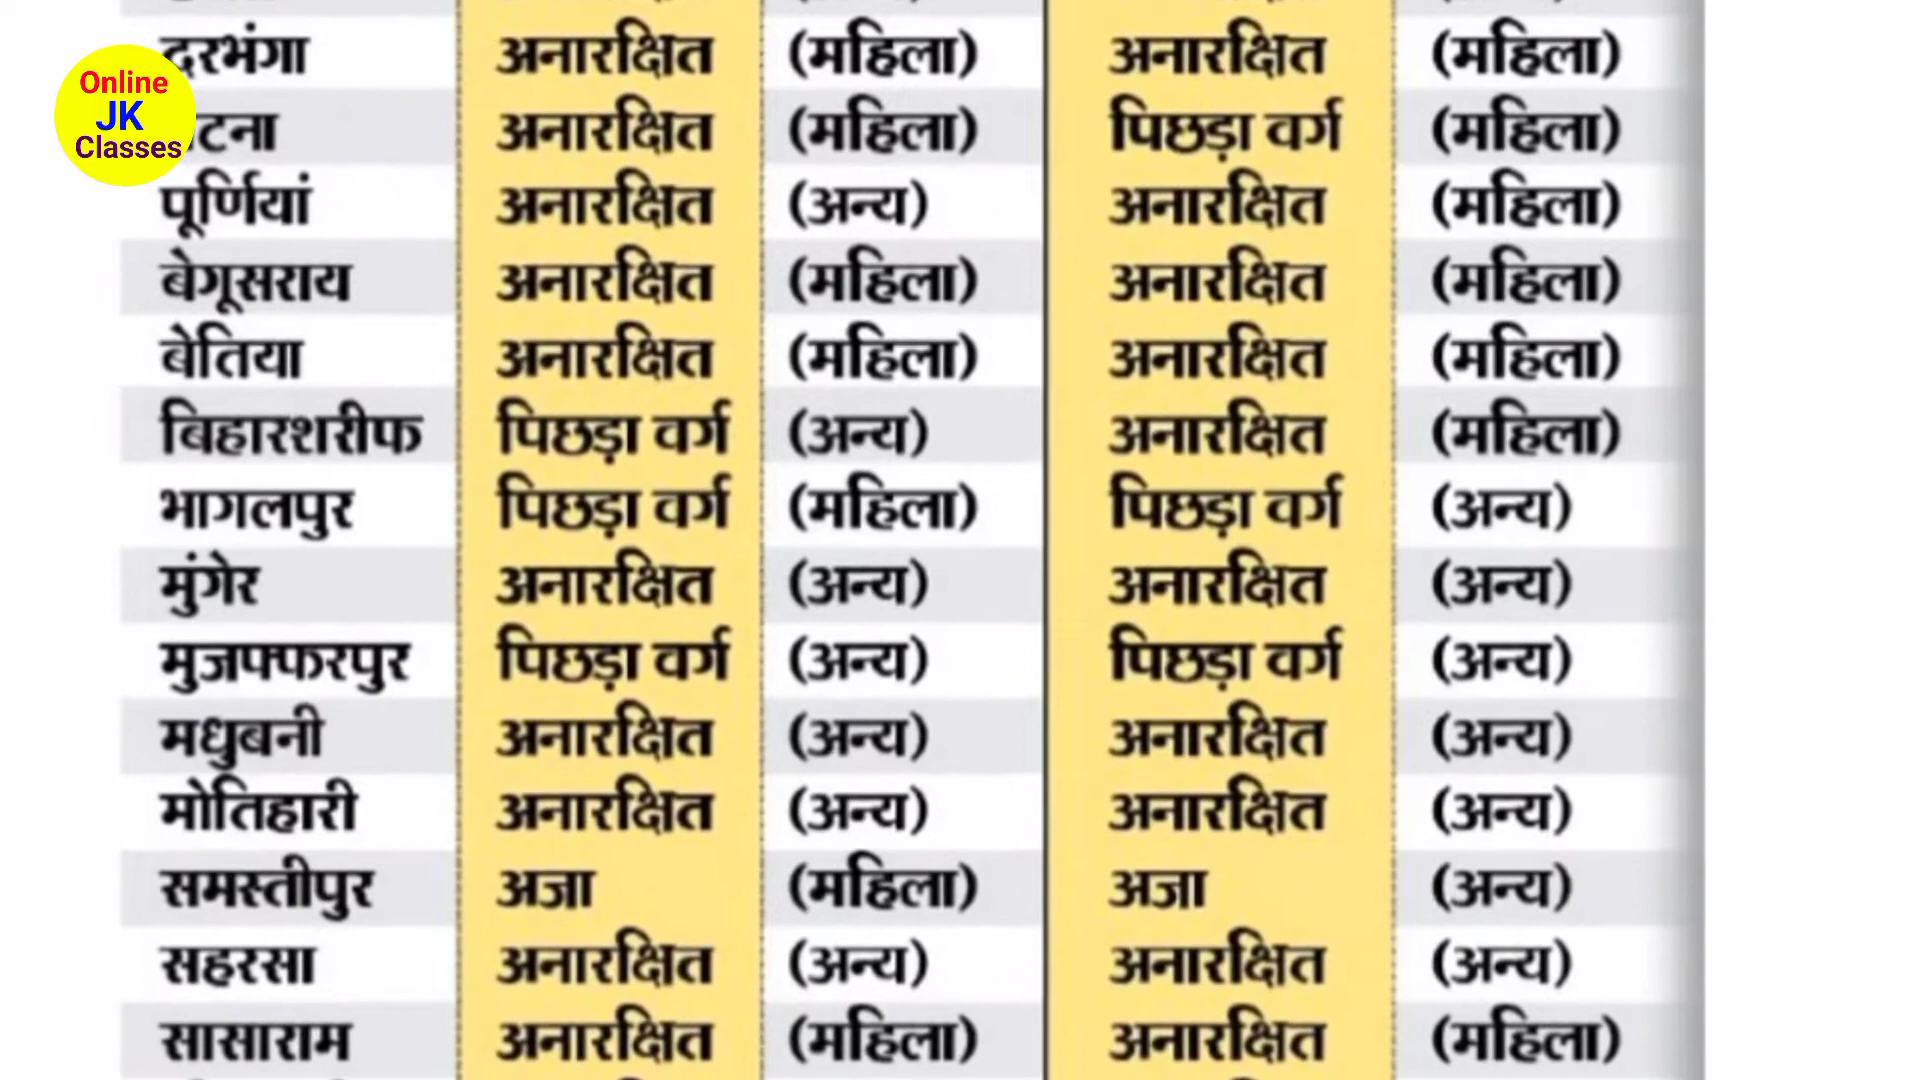 दरभंगा अनारक्षित (महिला) अनारक्षित (महिला)
Online
JK
Classes
टना अनारक्षित (महिला) पिछड़ा वर्ग (महिला)
पूर्णियां अनारक्षित (अन्य) अनारक्षित (महिला)
बेगूसराय अनारक्षित (महिला) अनारक्षित (महिला)
बेतिया अनारक्षित (महिला) अनारक्षित (महिला)
बिहारशरीफ पिछड़ा वर्ग (अन्य) अनारक्षित (महिला)
भागलपुर पिछड़ा वर्ग (महिला) पिछड़ा वर्ग (अन्य)
मुंगेर अनारक्षित (अन्य) अनारक्षित (अन्य)
मुजफ्फरपुर पिछड़ा वर्ग (अन्य) पिछड़ा वर्ग (अन्य)
मधुबनी अनारक्षित (अन्य) अनारक्षित (अन्य)
मोतिहारी अनारक्षित (अन्य) अनारक्षित (अन्य)
समस्तीपुर अजा (महिला) अजा (अन्य)
सहरसा अनारक्षित (अन्य) अनारक्षित (अन्य)
सासाराम अनारक्षित (महिला) अनारक्षित (महिला)